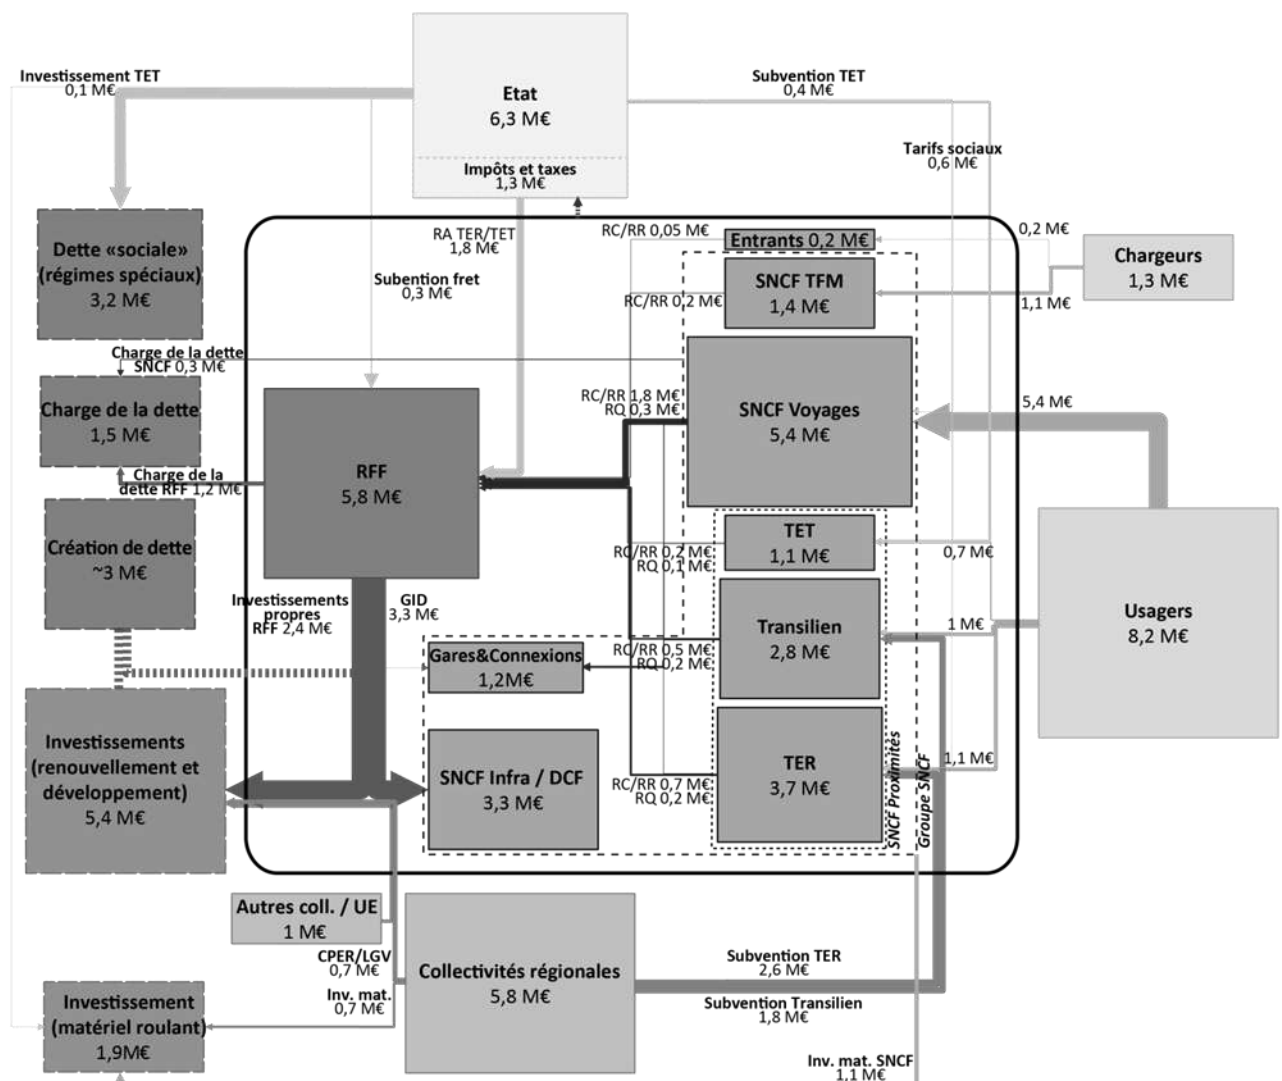 Investissement TET
0,1 M€
Etat
6,3 M€
Impôts et taxes
1,3 M€
Subvention TET
0,4 M€
Tarifs sociaux
0,6 M€
RA TER/TET
1,8 M€
Subention fret
0,3 M€
RC/RR 0,05 M€
Entrants 0,2 M€
0,2 M€
Chargeurs
1,3 M€
Dette «sociale»
(régimes spéciaux)
3,2 M€
RC/RR 0,2 M€
SNCF TFM
1,4 M€
1,1 M€
Charge de la dette
SNCF 0,3 M€
Charge de la dette
1,5 M€
RC/RR 1,8 M€
RQ 0,3 M€
SNCF Voyages
5,4 M€
5,4 M€
RFF
5,8 M€
Charge de la
dette RFF 1,2 M€
Création de dette
~3 M€
RC/RR 0,2 M€
RQ 0,1 M€
TET
1,1 M€
0,7 M€
Investissements
propres
RFF 2,4 M€
GID
3,3 M€
Usagers
8,2 M€
RC/RR 0,5 M€
RQ 0,2 M€
Transilien
2,8 M€
1 M€
Gares&Connexions
1,2M€
Investissements
(renouvellement et
développement)
5,4 M€
SNCF Infra / DCF
3,3 M€
RC/RR 0,7 M€
RQ 0,2 M€
TER
3,7 M€
1,1 M€
SNCF Proximités
Groupe SNCF
Autres coll. / UE
1 M€
CPER/LGV
0,7 M€
Inv. mat.
0,7 M€
Collectivités régionales
5,8 M€
Subvention TER
2,6 M€
Subvention Transilien
1,8 M€
Investissement
(matériel roulant)
1,9M€
Inv. mat. SNCF
1,1 M€